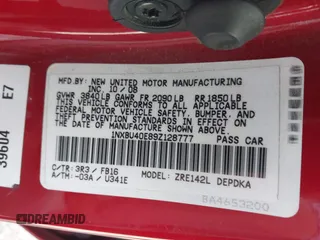 MFD.BY: NEW UNITED MOTOR MANUFACTURING
INC. 10/08
GVWR 3840LB GAWR FR 2090LB RR 1850LB
THIS VEHICLE CONFORMS TO ALL APPLICABLE
FEDERAL MOTOR VEHICLE SAFETY, BUMPER, AND
THEFT PREVENTION STANDARDS IN EFFECT ON
THE DATE OF MANUFACTURE SHOWN ABOVE.
1NXBU40E89Z128777 PASS CAR
C/TR: 3R3 / FB16
A/TM: -03A / U341E
MODEL: ZRE142L DEPDKA
BA4653200
39604 E7
DREAMBID